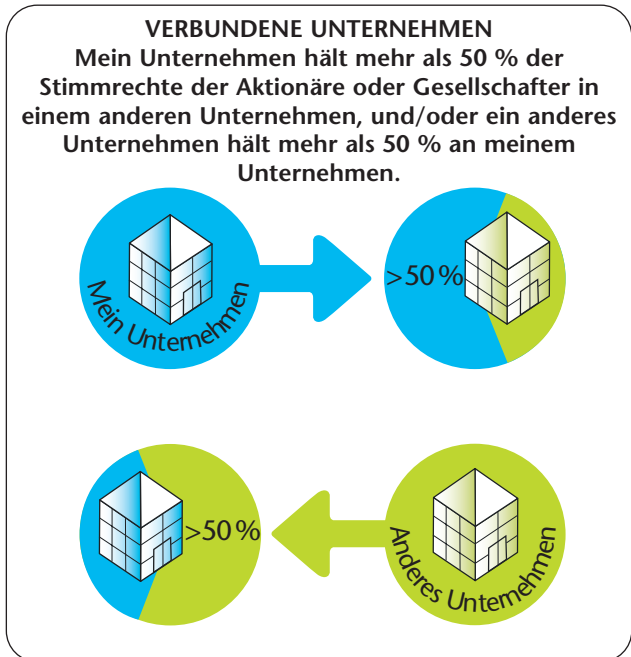 VERBUNDENE UNTERNEHMEN
Mein Unternehmen hält mehr als 50 % der
Stimmrechte der Aktionäre oder Gesellschafter in
einem anderen Unternehmen, und/oder ein anderes
Unternehmen hält mehr als 50 % an meinem
Unternehmen.
Mein Unternehmen
>50 %
>50 %
Anderes Unternehmen